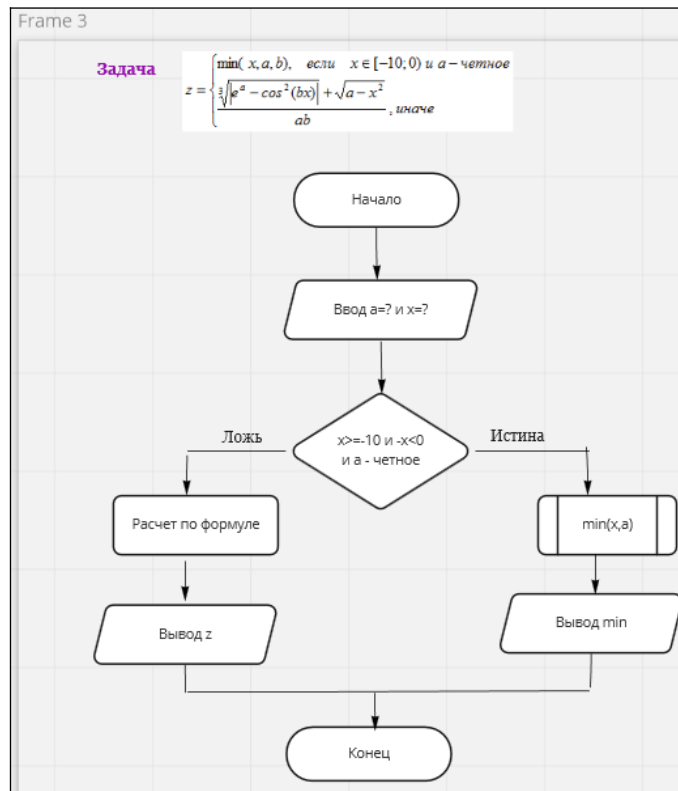 Frame 3
Задача
z = { min( x, a, b), если x ∈ [-10; 0) и a – четное
∛|e^a − cos²(bx)| + √(a − x²) / ab , иначе
Начало
Ввод a=? и x=?
x>=-10 и -x<0
и a - четное
Ложь
Истина
Расчет по формуле
min(x,a)
Вывод z
Вывод min
Конец